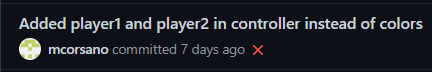 Added player1 and player2 in controller instead of colors
mcorsano committed 7 days ago